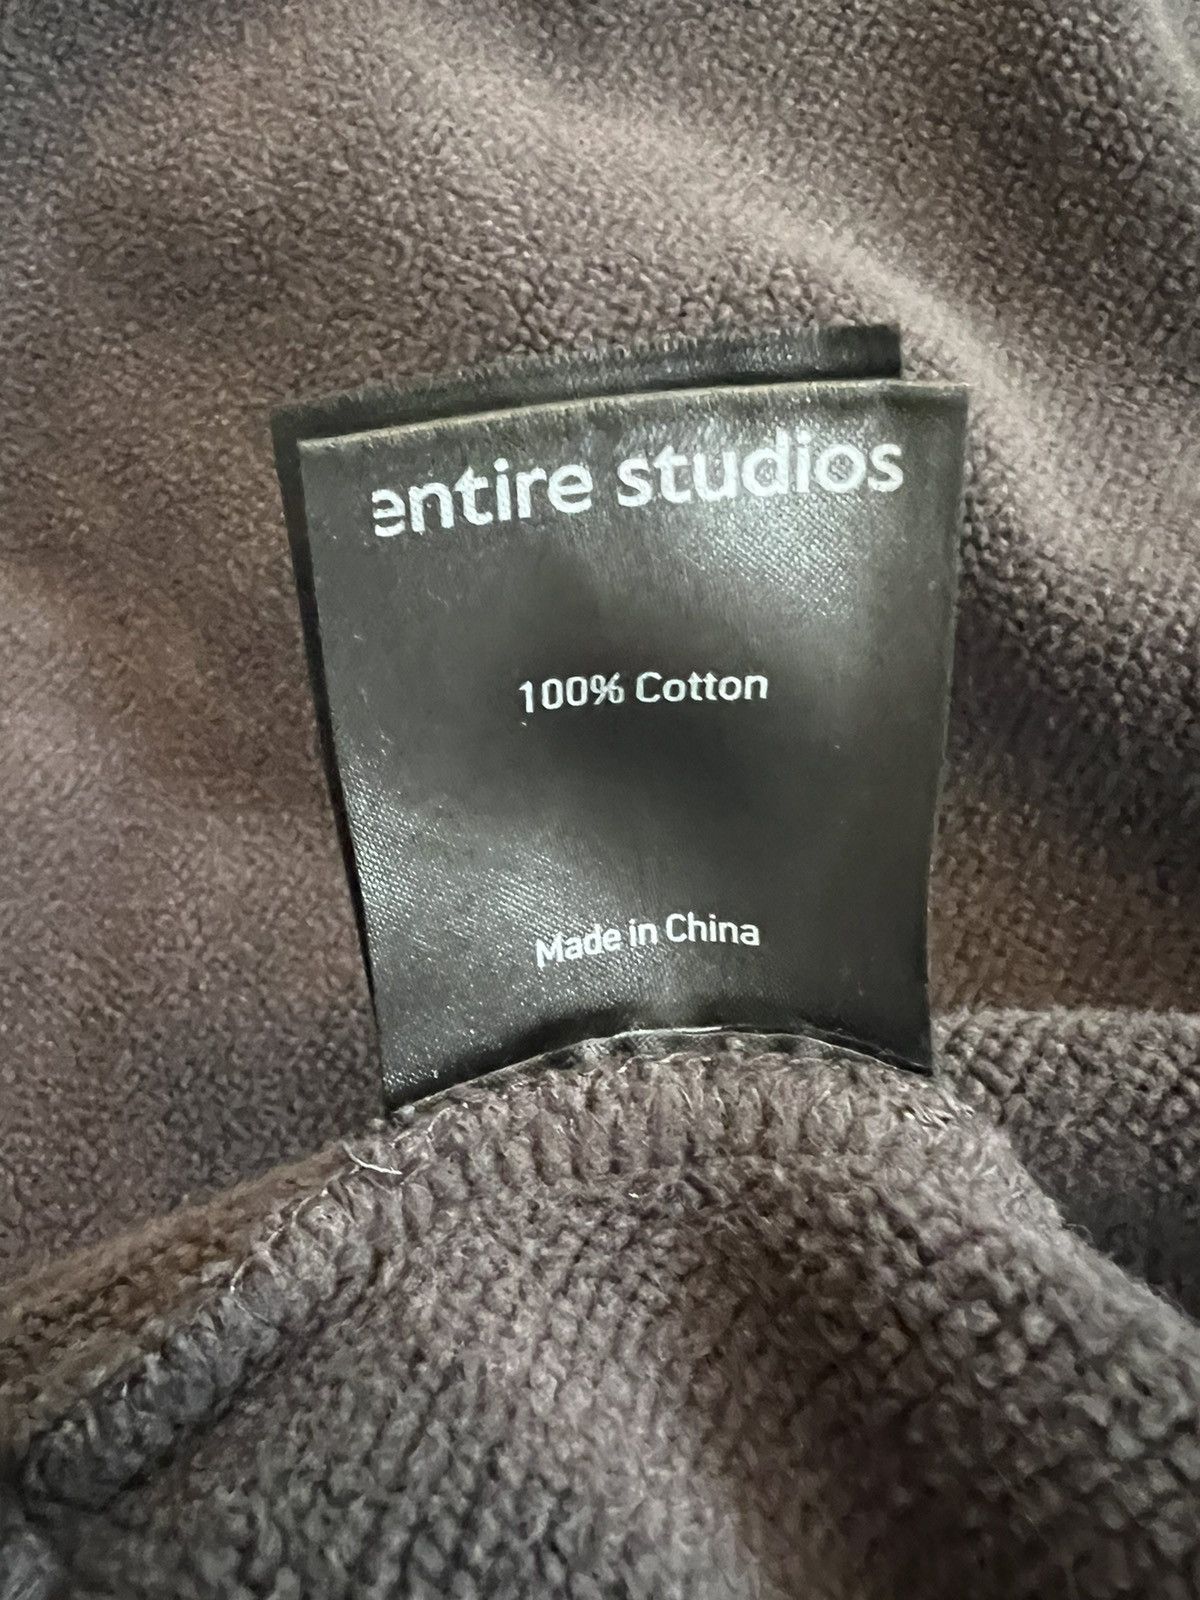 entire studios
100% Cotton
Made in China